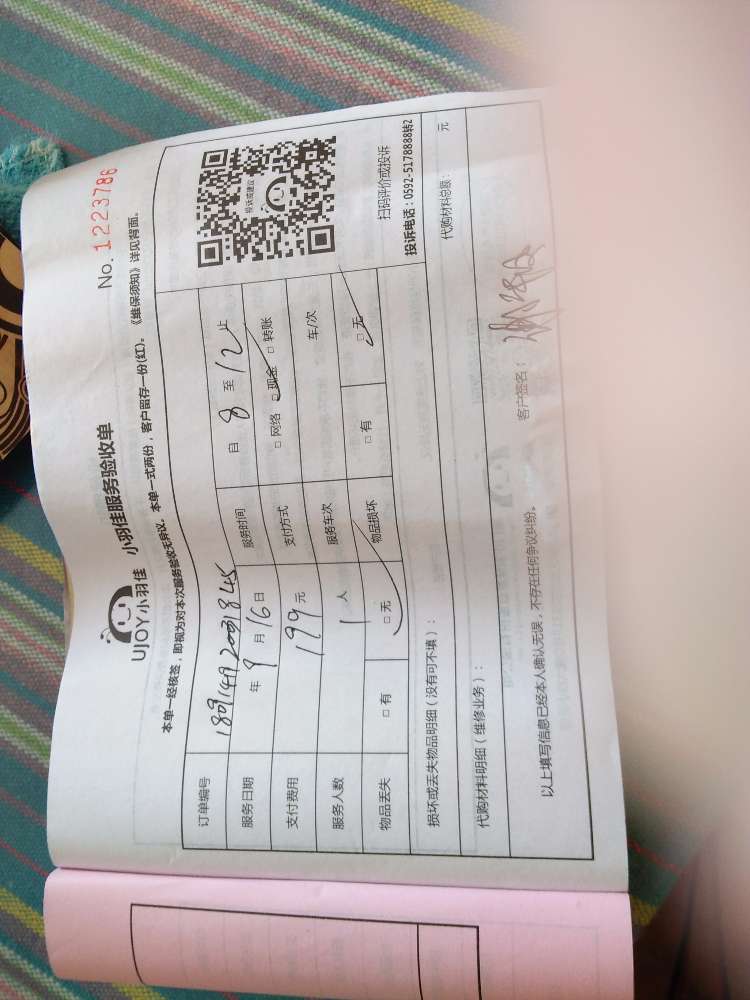 No. 1223786
UJOY小羽佳 小羽佳服务验收单
本单一经核签，即视为对本次服务验收无异议。本单一式两份，客户留存一份(红)。《维保须知》详见背面。
订单编号
服务日期 年 9 月 16 日 服务时间 自 8 至 12 止
支付费用 199 元 支付方式 □ 网络 □ 现金 □ 转账
服务人数 1 人 服务车次 车/次
物品丢失 □ 有 □ 无 物品损坏 □ 有 □ 无
投诉或建议
扫码评价或投诉
投诉电话：0592-5178888转2
损坏或丢失物品明细（没有可不填）：
代购材料明细（维修业务）： 代购材料总额： 元
以上填写信息已经本人确认无误，不存在任何争议纠纷。 客户签名：